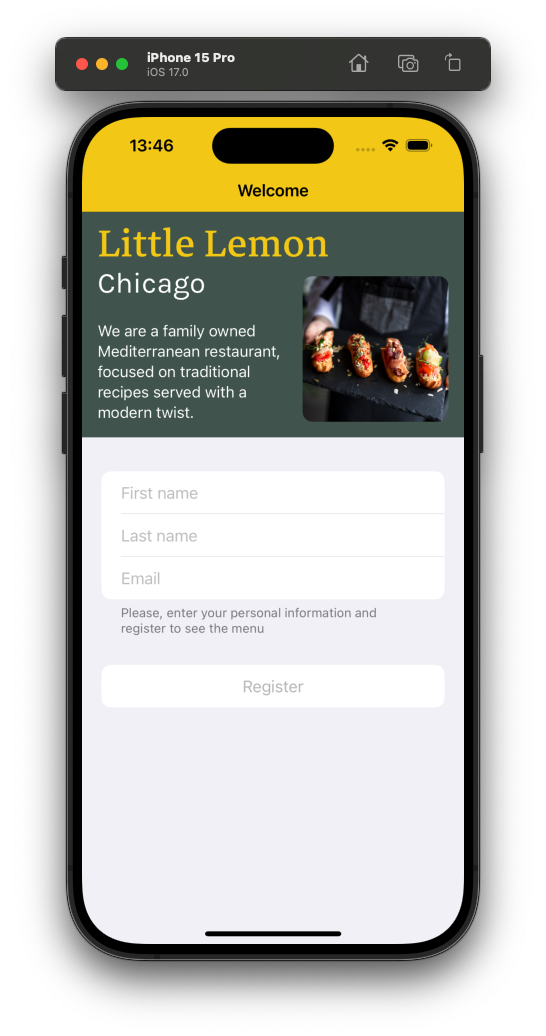 iPhone 15 Pro
iOS 17.0
13:46
Welcome
Little Lemon
Chicago
We are a family owned
Mediterranean restaurant,
focused on traditional
recipes served with a
modern twist.
First name
Last name
Email
Please, enter your personal information and
register to see the menu
Register